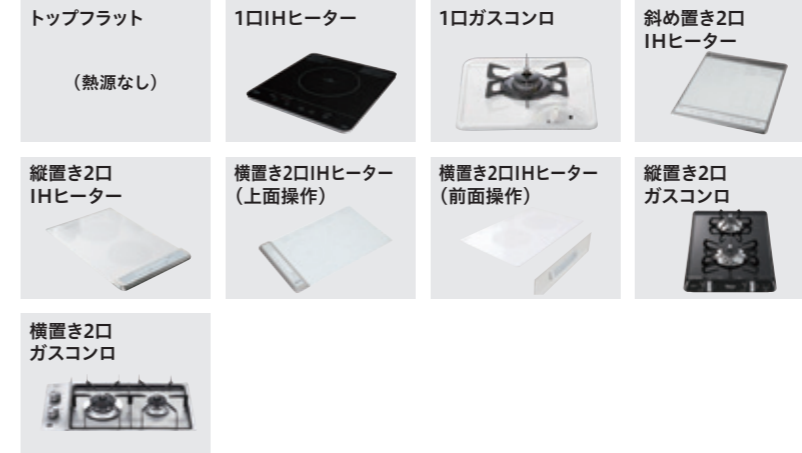 トップフラット
（熱源なし）
1口IHヒーター
1口ガスコンロ
斜め置き2口
IHヒーター
縦置き2口
IHヒーター
横置き2口IHヒーター
（上面操作）
横置き2口IHヒーター
（前面操作）
縦置き2口
ガスコンロ
横置き2口
ガスコンロ